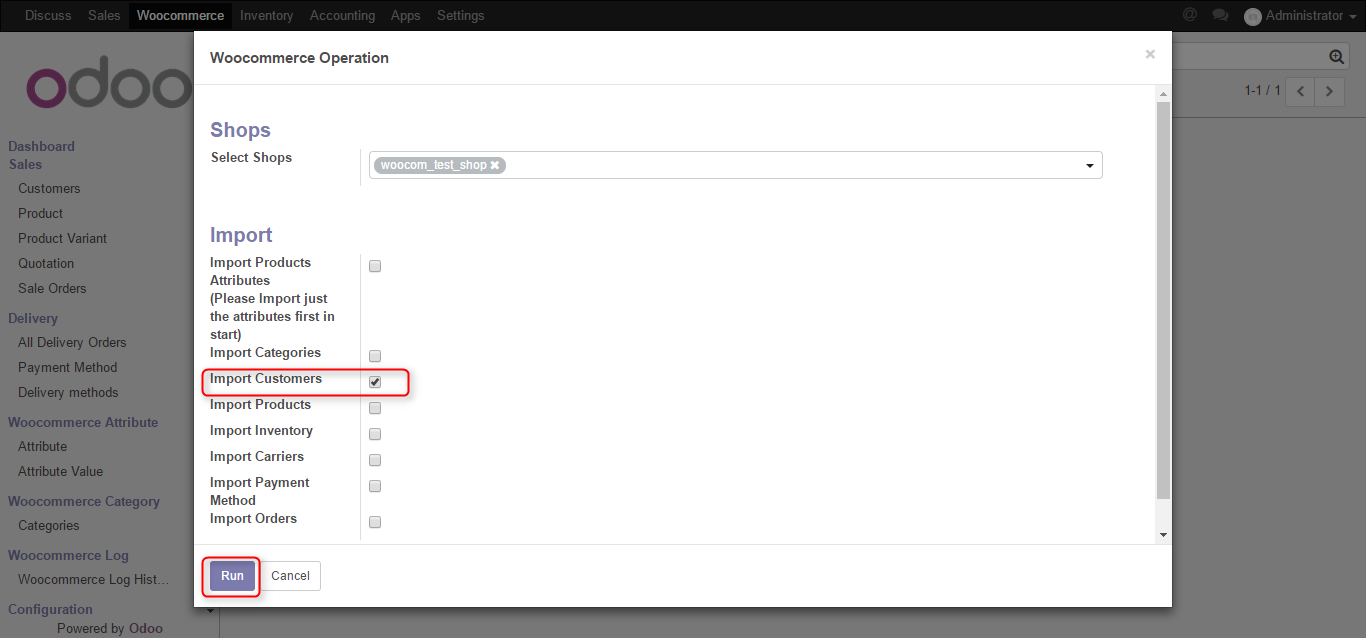 Discuss Sales Woocommerce Inventory Accounting Apps Settings
@ Administrator
Woocommerce Operation ×
odoo
1-1 / 1
Dashboard
Sales
Customers
Product
Product Variant
Quotation
Sale Orders
Delivery
All Delivery Orders
Payment Method
Delivery methods
Woocommerce Attribute
Attribute
Attribute Value
Woocommerce Category
Categories
Woocommerce Log
Woocommerce Log Hist...
Configuration
Powered by Odoo
Shops
Select Shops
woocom_test_shop
Import
Import Products
Attributes
(Please Import just
the attributes first in
start)
Import Categories
Import Customers
Import Products
Import Inventory
Import Carriers
Import Payment
Method
Import Orders
Run Cancel